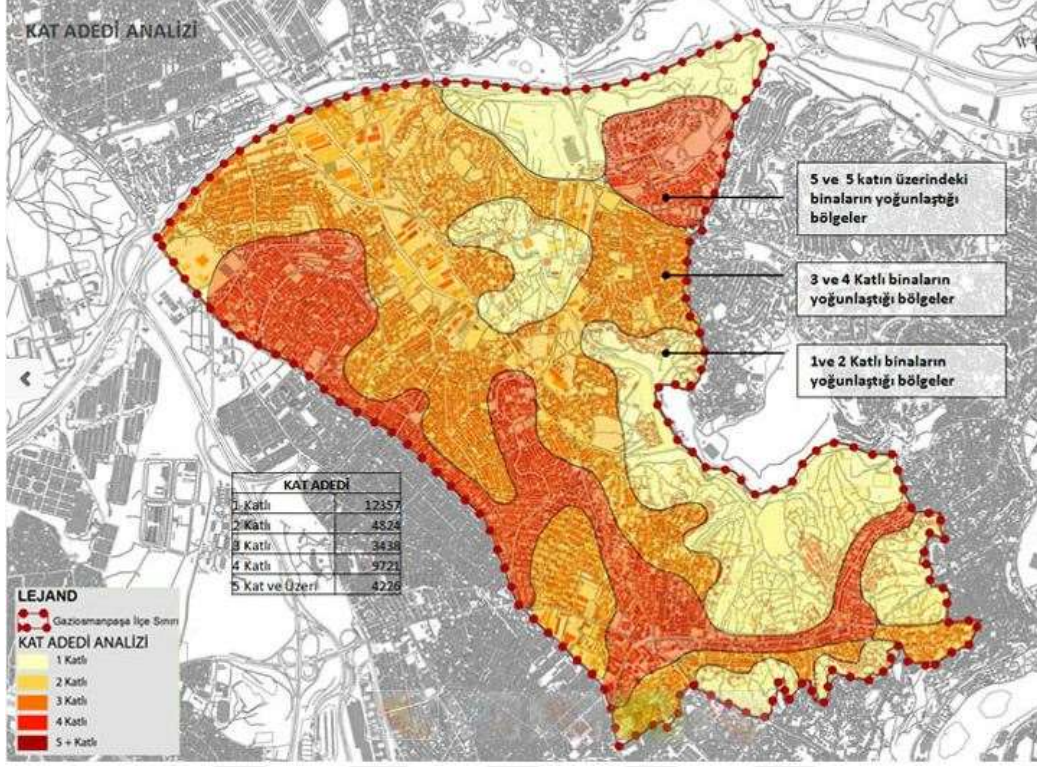 KAT ADEDİ ANALİZİ
5 ve 5 katın üzerindeki
binaların yoğunlaştığı
bölgeler
3 ve 4 Katlı binaların
yoğunlaştığı bölgeler
1ve 2 Katlı binaların
yoğunlaştığı bölgeler
KAT ADEDİ
1 Katlı 12357
2 Katlı 4824
3 Katlı 3438
4 Katlı 9721
5 Kat ve Üzeri 4226
LEJAND
Gaziosmanpaşa İlçe Sınırı
KAT ADEDİ ANALİZİ
1 Katlı
2 Katlı
3 Katlı
4 Katlı
5 + Katlı